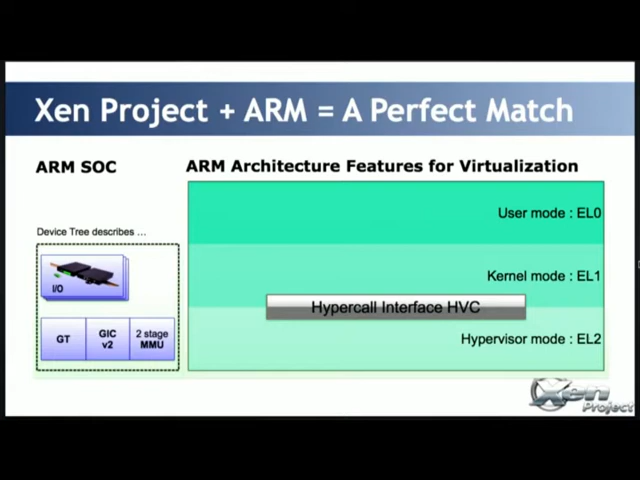 Xen Project + ARM = A Perfect Match
ARM SOC
ARM Architecture Features for Virtualization
User mode : EL0
Device Tree describes ...
Kernel mode : EL1
I/O
Hypercall Interface HVC
GT
GIC
v2
2 stage
MMU
Hypervisor mode : EL2
Xen
Project